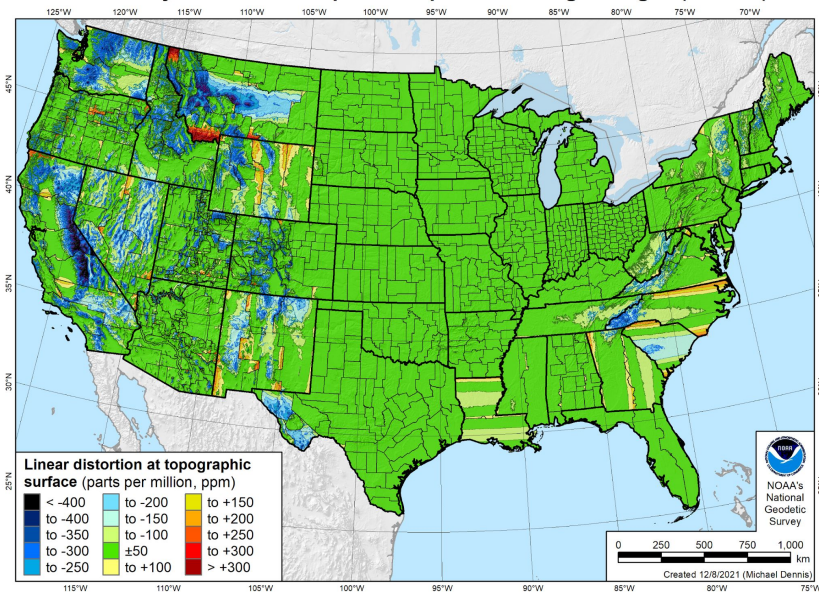 125°W 120°W 115°W 110°W 105°W 100°W 95°W 90°W 85°W 80°W 75°W 70°W
45°N
40°N
35°N
30°N
25°N
Linear distortion at topographic
surface (parts per million, ppm)
< -400 to -200 to +150
to -400 to -150 to +200
to -350 to -100 to +250
to -300 ±50 to +300
to -250 to +100 > +300
NOAA
NOAA's
National
Geodetic
Survey
0 250 500 750 1,000
km
Created 12/8/2021 (Michael Dennis)
115°W 110°W 105°W 100°W 95°W 90°W 85°W 80°W 75°W